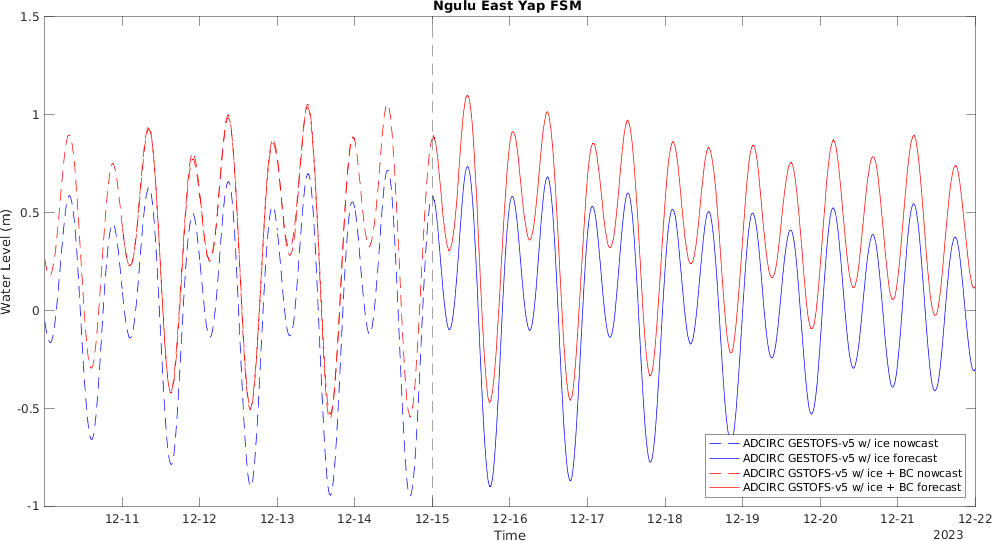 Ngulu East Yap FSM
1.5
1
0.5
0
-0.5
-1
Water Level (m)
12-11
12-12
12-13
12-14
12-15
12-16
12-17
12-18
12-19
12-20
12-21
12-22
Time
2023
ADCIRC GESTOFS-v5 w/ ice nowcast
ADCIRC GESTOFS-v5 w/ ice forecast
ADCIRC GSTOFS-v5 w/ ice + BC nowcast
ADCIRC GSTOFS-v5 w/ ice + BC forecast